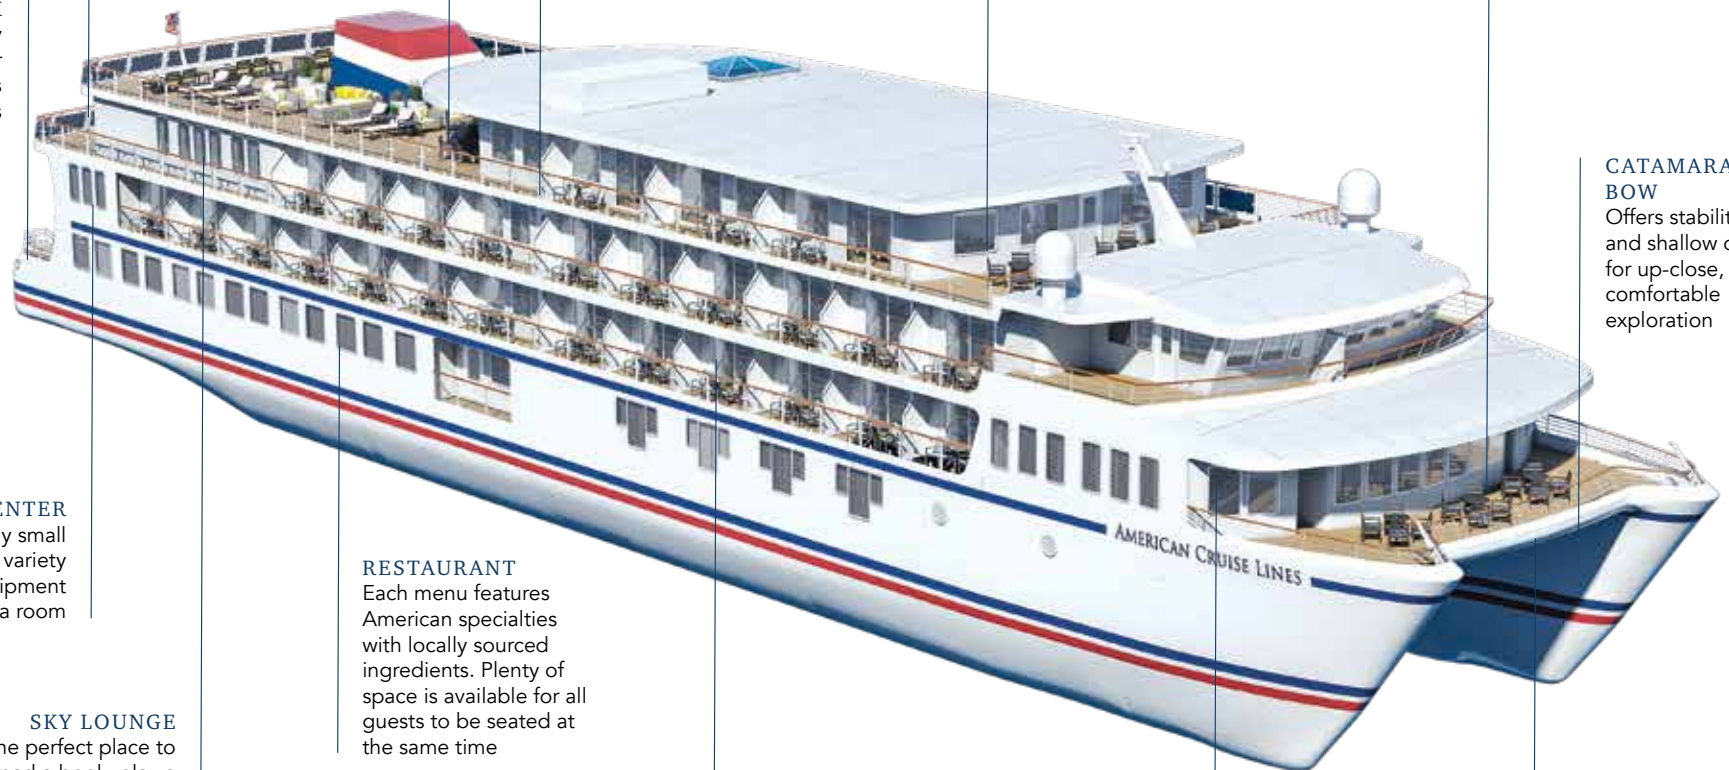 CATAMARA
BOW
Offers stabilit
and shallow
for up-close,
comfortable
exploration
AMERICAN CRUISE LINES
ENTER
y small
variety
ipment
a room
RESTAURANT
Each menu features
American specialties
with locally sourced
ingredients. Plenty of
space is available for all
guests to be seated at
the same time
SKY LOUNGE
ne perfect place to